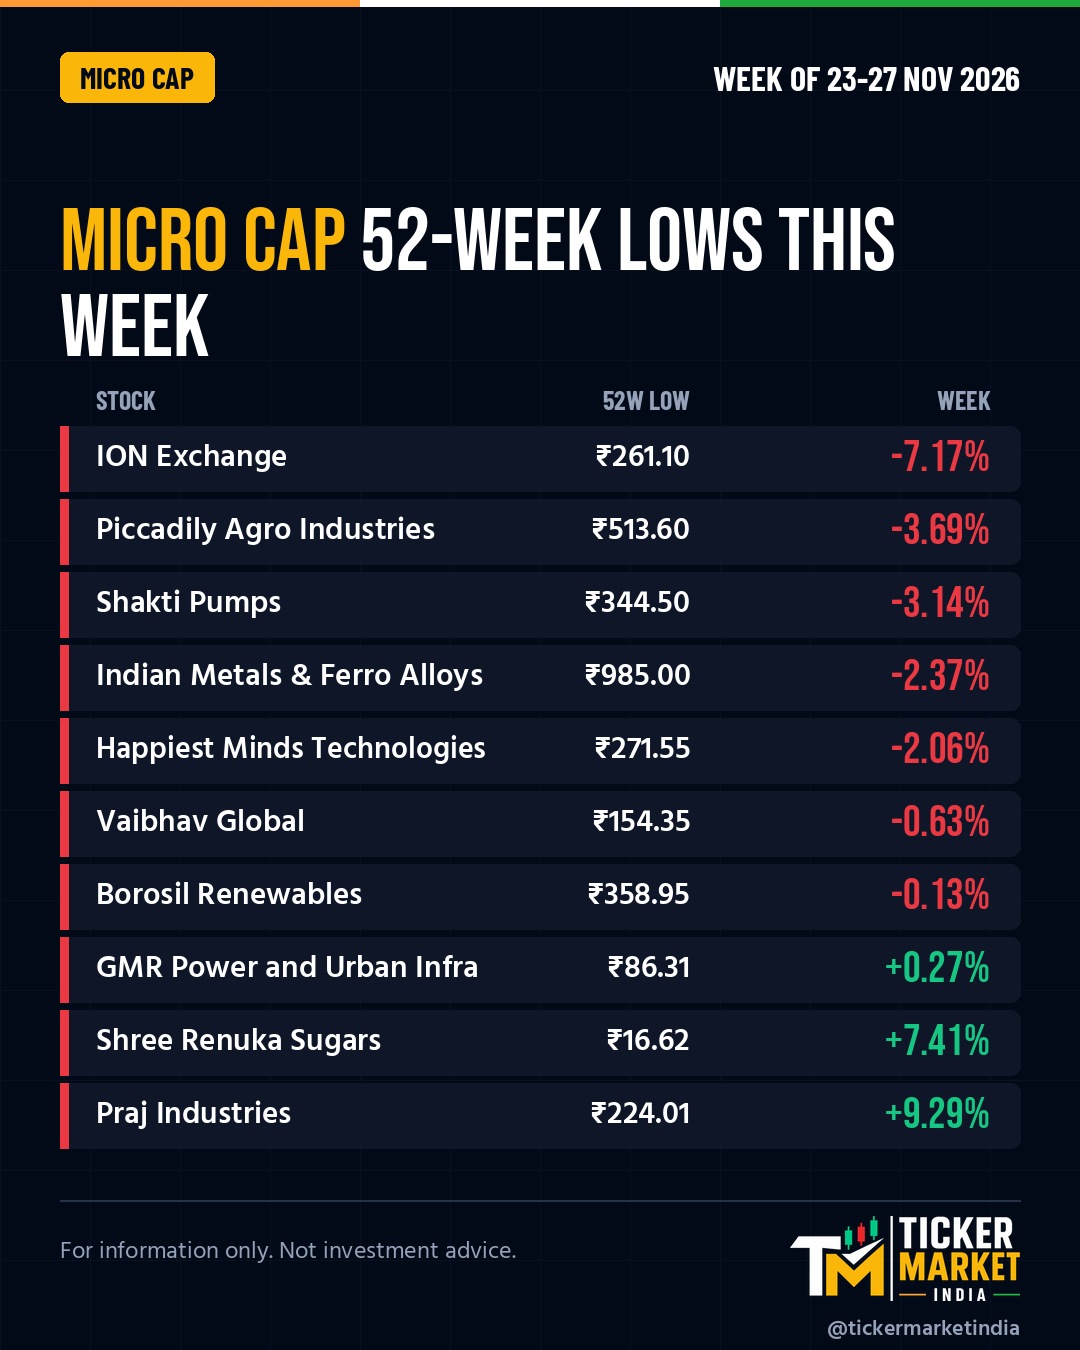 MICRO CAP
WEEK OF 23-27 NOV 2026
MICRO CAP 52-WEEK LOWS THIS
WEEK
STOCK 52W LOW WEEK
ION Exchange ₹261.10 -7.17%
Piccadily Agro Industries ₹513.60 -3.69%
Shakti Pumps ₹344.50 -3.14%
Indian Metals & Ferro Alloys ₹985.00 -2.37%
Happiest Minds Technologies ₹271.55 -2.06%
Vaibhav Global ₹154.35 -0.63%
Borosil Renewables ₹358.95 -0.13%
GMR Power and Urban Infra ₹86.31 +0.27%
Shree Renuka Sugars ₹16.62 +7.41%
Praj Industries ₹224.01 +9.29%
For information only. Not investment advice.
TM
TICKER
MARKET
INDIA
@tickermarketindia